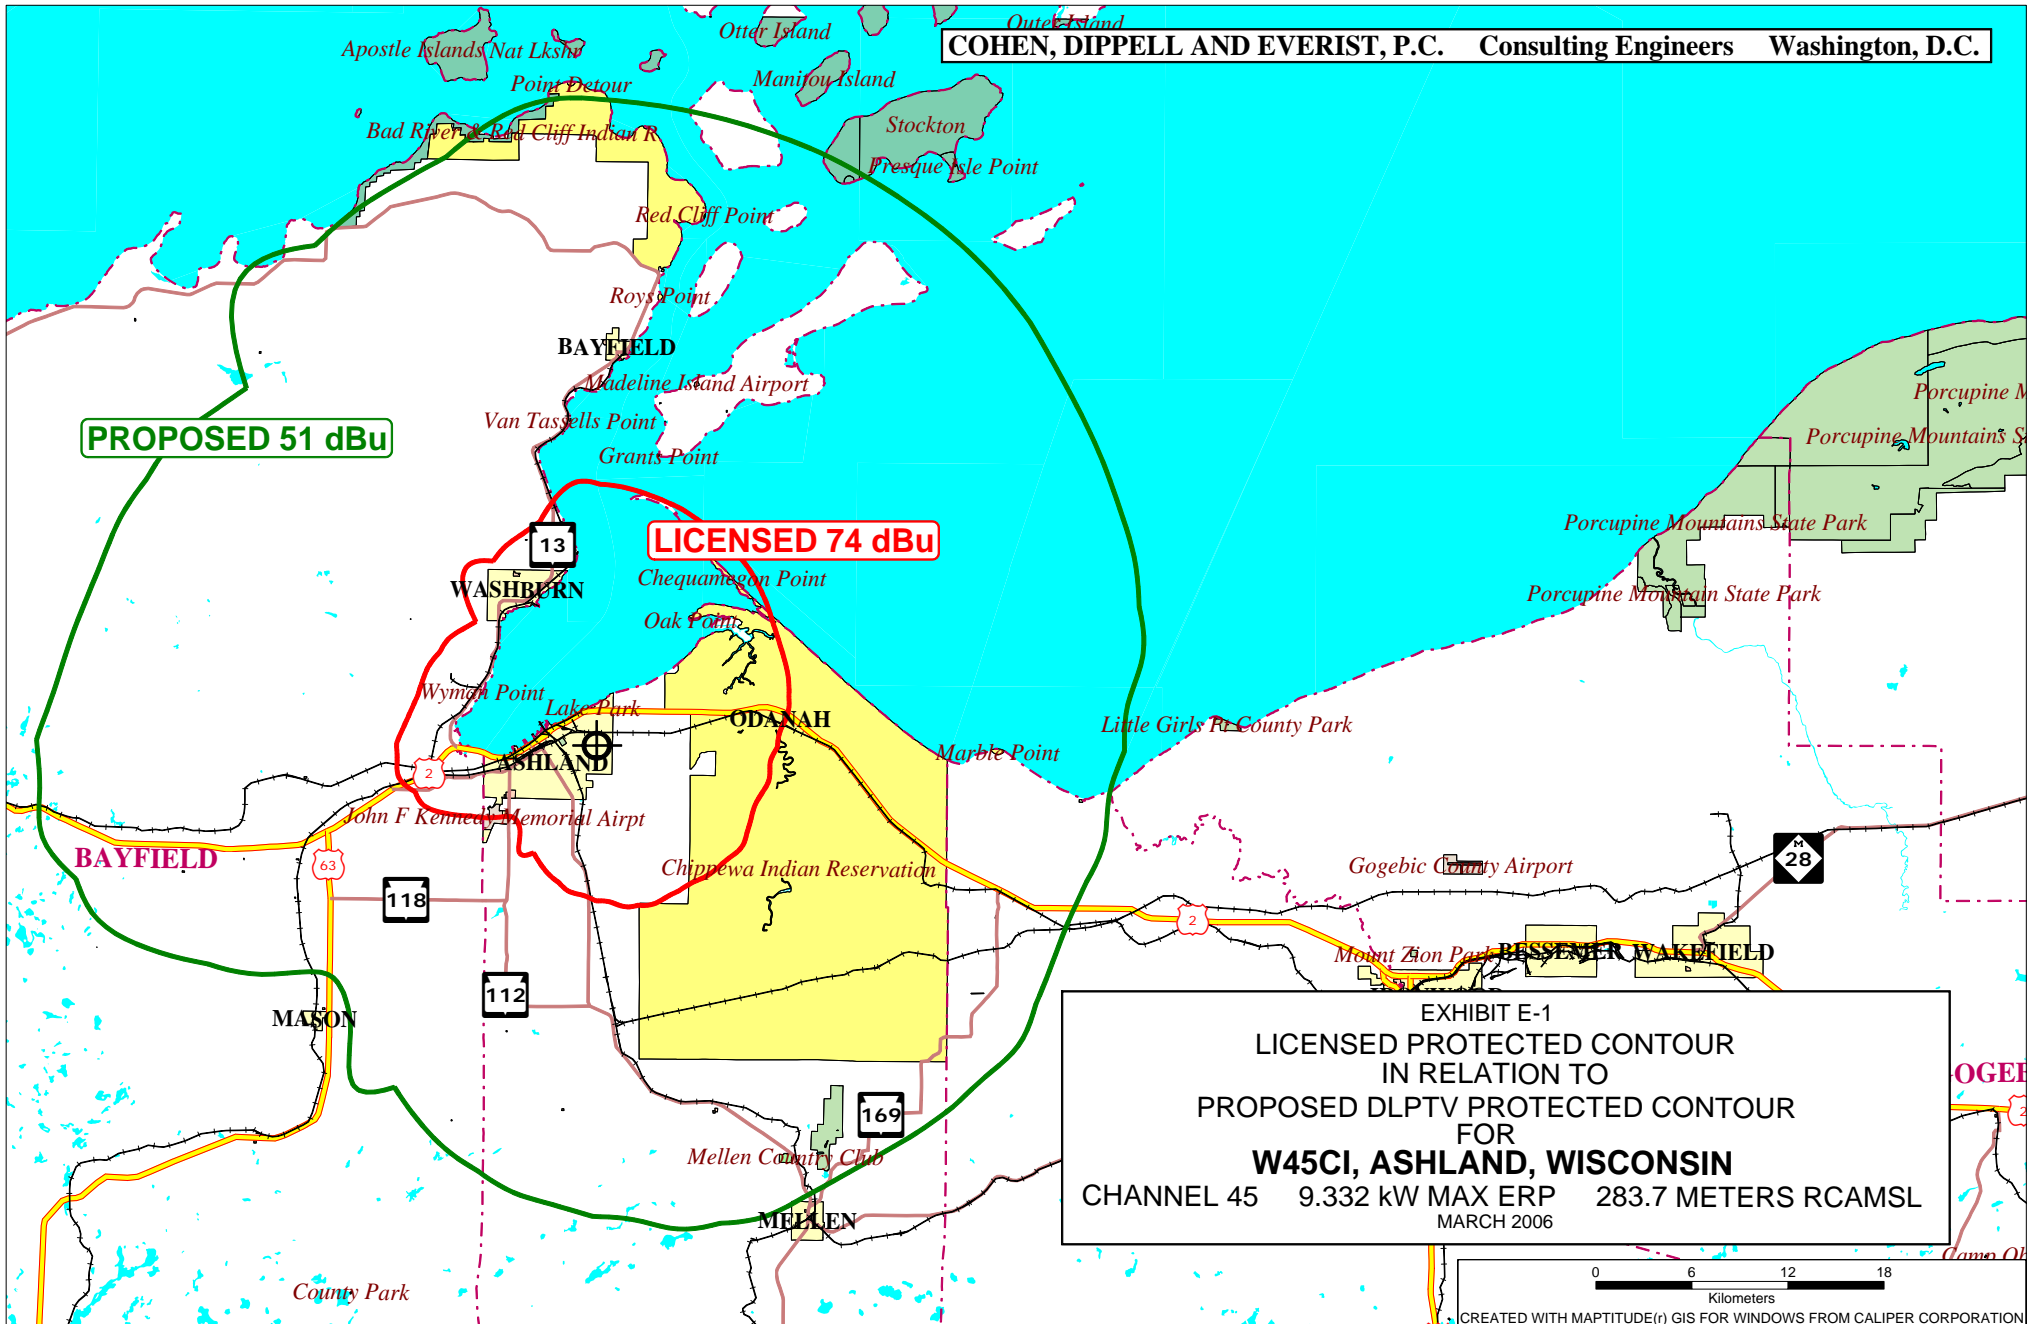 Apostle Islands Nat Lkshr
Otter Island
Outer Island
COHEN, DIPPELL AND EVERIST, P.C. Consulting Engineers Washington, D.C.
Point Detour
Manitou Island
Bad River & Red Cliff Indian R
Stockton
Presque Isle Point
Red Cliff Point
Roys Point
BAYFIELD
Madeline Island Airport
Porcupine M
Van Tassells Point
PROPOSED 51 dBu
Porcupine Mountains S
Grants Point
Porcupine Mountains State Park
13
LICENSED 74 dBu
Chequamegon Point
WASHBURN
Porcupine Mountain State Park
Oak Point
Wyman Point
Lake Park
ODANAH
Little Girls Pt County Park
Marble Point
ASHLAND
2
John F Kennedy Memorial Airpt
BAYFIELD
63
Chippewa Indian Reservation
Gogebic County Airport
M
28
118
2
Mount Zion Park
BESSEMER
WAKEFIELD
112
MASON
EXHIBIT E-1
LICENSED PROTECTED CONTOUR
IN RELATION TO
PROPOSED DLPTV PROTECTED CONTOUR
FOR
W45CI, ASHLAND, WISCONSIN
CHANNEL 45 9.332 kW MAX ERP 283.7 METERS RCAMSL
MARCH 2006
OGEB
2
169
Mellen Country Club
MELLEN
County Park
Camp Ob
0 6 12 18
Kilometers
CREATED WITH MAPTITUDE(r) GIS FOR WINDOWS FROM CALIPER CORPORATION